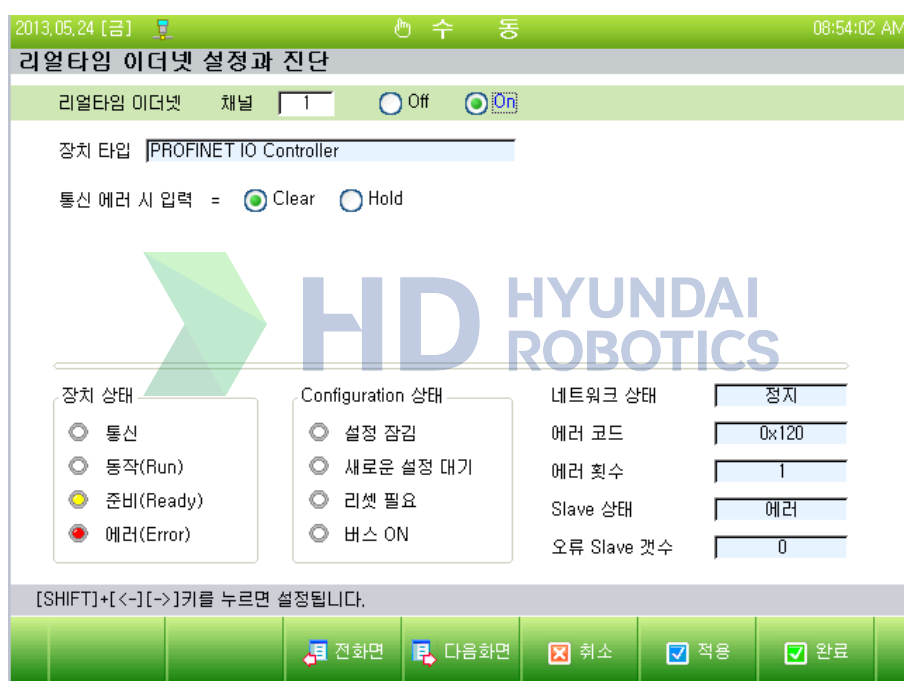 2013,05,24 [금] 수 동 08:54:02 AM
리얼타임 이더넷 설정과 진단
리얼타임 이더넷 채널 1 Off On
장치 타입 PROFINET IO Controller
통신 에러 시 입력 = Clear Hold
HD HYUNDAI
ROBOTICS
장치 상태 Configuration 상태 네트워크 상태 정지
통신 설정 잠김 에러 코드 0x120
동작(Run) 새로운 설정 대기 에러 횟수 1
준비(Ready) 리셋 필요 Slave 상태 에러
에러(Error) 버스 ON 오류 Slave 갯수 0
[SHIFT]+[<-][->]키를 누르면 설정됩니다,
전화면 다음화면 취소 적용 완료